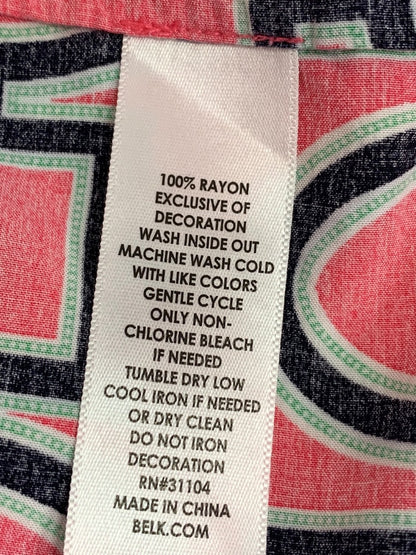 100% RAYON
EXCLUSIVE OF
DECORATION
WASH INSIDE OUT
MACHINE WASH COLD
WITH LIKE COLORS
GENTLE CYCLE
ONLY NON-
CHLORINE BLEACH
IF NEEDED
TUMBLE DRY LOW
COOL IRON IF NEEDED
OR DRY CLEAN
DO NOT IRON
DECORATION
RN#31104
MADE IN CHINA
BELK.COM